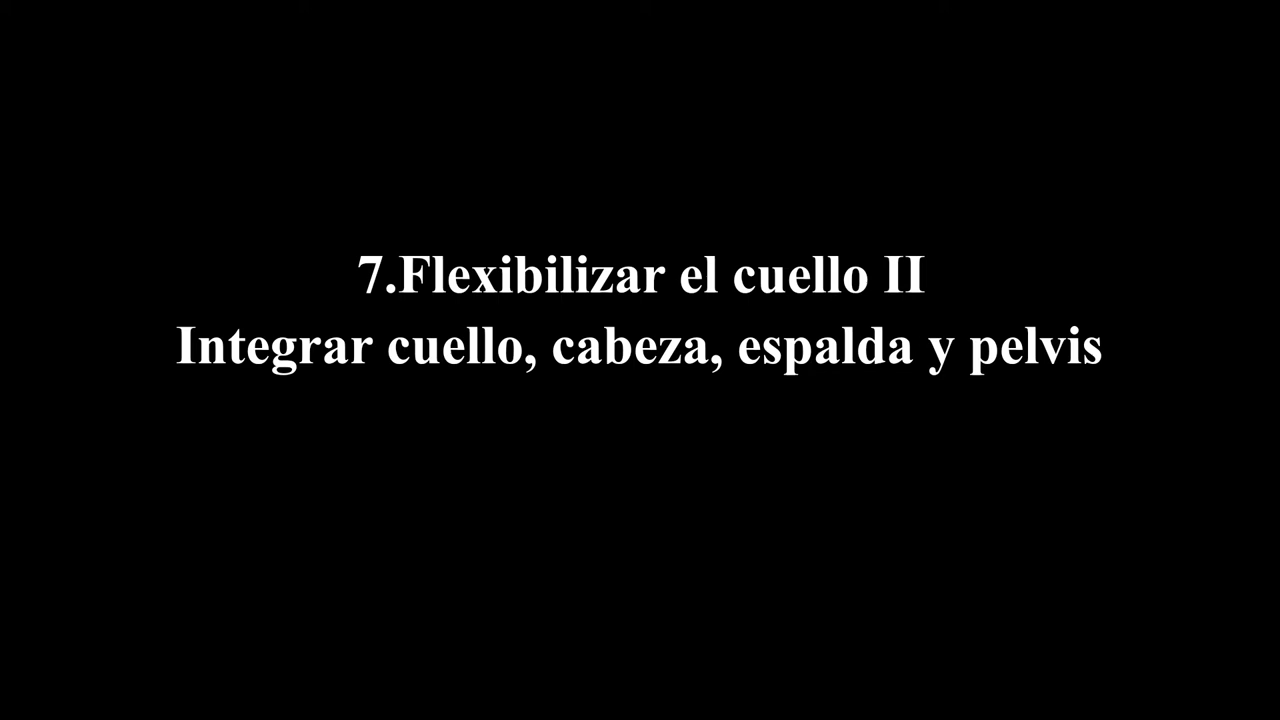 7.Flexibilizar el cuello II
Integrar cuello, cabeza, espalda y pelvis